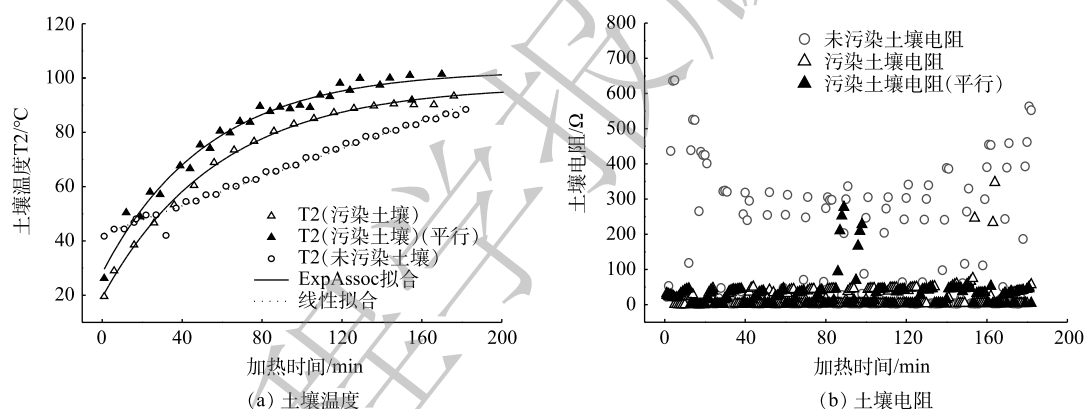 120
100
80
60
40
20
土壤温度T2/℃
T2(污染土壤)
T2(污染土壤)(平行)
T2(未污染土壤)
ExpAssoc拟合
线性拟合
0 40 80 120 160 200
加热时间/min
(a) 土壤温度
800
700
600
500
400
300
200
100
0
土壤电阻/Ω
未污染土壤电阻
污染土壤电阻
污染土壤电阻(平行)
0 40 80 120 160 200
加热时间/min
(b) 土壤电阻
学报